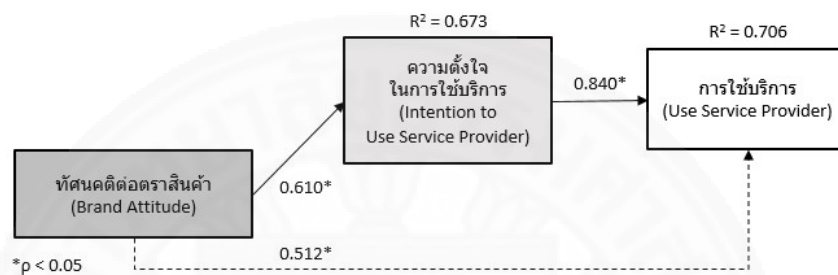 R² = 0.673
R² = 0.706
ความตั้งใจ
ในการใช้บริการ
(Intention to
Use Service Provider)
0.840*
การใช้บริการ
(Use Service Provider)
ทัศนคติต่อตราสินค้า
(Brand Attitude)
0.610*
0.512*
*ρ < 0.05